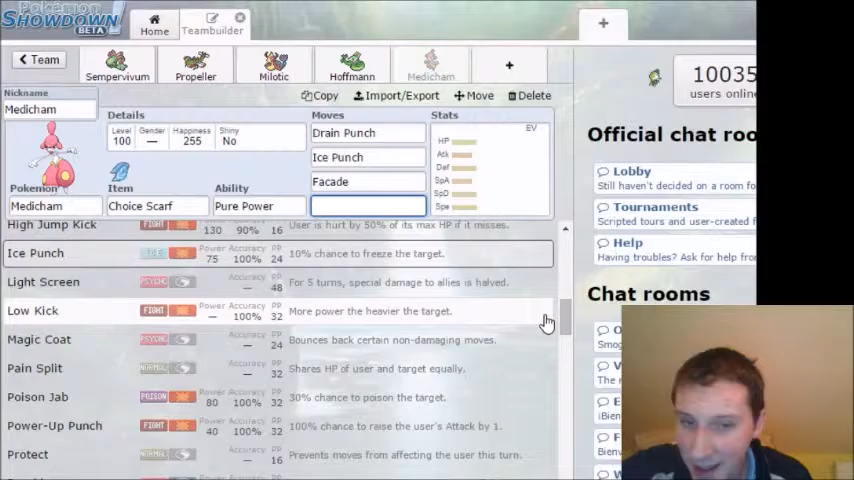 Pokémon
SHOWDOWN!
BETA
Home
Teambuilder
+
< Team
Sempervivum
Propeller
Milotic
Hoffmann
Medicham
+
Copy Import/Export Move Delete
Nickname
Medicham
Details
Level Gender Happiness Shiny
100 — 255 No
Pokémon
Medicham
Item
Choice Scarf
Ability
Pure Power
Moves
Drain Punch
Ice Punch
Facade
Stats
EV
HP
Atk
Def
SpA
SpD
Spe
High Jump Kick FIGHT 130 90% 16 User is hurt by 50% of its max HP if it misses.
Ice Punch ICE Power 75 Accuracy 100% PP 24 10% chance to freeze the target.
Light Screen PSYCHC Accuracy — PP 48 For 5 turns, special damage to allies is halved.
Low Kick FIGHT Power — Accuracy 100% PP 32 More power the heavier the target.
Magic Coat PSYCHC Accuracy — PP 24 Bounces back certain non-damaging moves.
Pain Split NORMAL Accuracy — PP 32 Shares HP of user and target equally.
Poison Jab POISON Power 80 Accuracy 100% PP 32 30% chance to poison the target.
Power-Up Punch FIGHT Power 40 Accuracy 100% PP 32 100% chance to raise the user's Attack by 1.
Protect NORMAL Accuracy — PP 16 Prevents moves from affecting the user this turn.
10035
users online
Official chat roo
Lobby
Still haven't decided on a room fo
Tournaments
Scripted tours and user-created f
Help
Having troubles? Ask for help from
Chat rooms